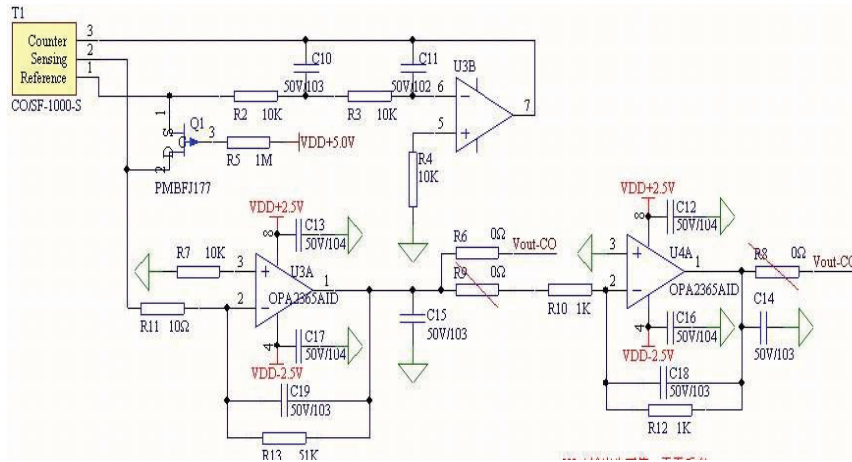 T1
Counter 3
Sensing 2
Reference 1
CO/SF-1000-S
C10
50V/103
C11
50V/102
U3B
R2 10K
R3 10K
6
7
5
1
Q1
S
G
D
2
3
R5 1M
VDD+5.0V
PMBFJ177
R4
10K
VDD+2.5V
C13
50V/104
8
R7 10K
3
U3A
1
OPA2365AID
2
R11 10Ω
4
C17
50V/104
VDD-2.5V
C19
50V/103
R13 51K
R6 0Ω
Vout-CO
R9 0Ω
C15
50V/103
R10 1K
VDD+2.5V
C12
50V/104
8
3
U4A
1
OPA2365AID
2
R8 0Ω
Vout-CO
C14
50V/103
4
C16
50V/104
VDD-2.5V
C18
50V/103
R12 1K